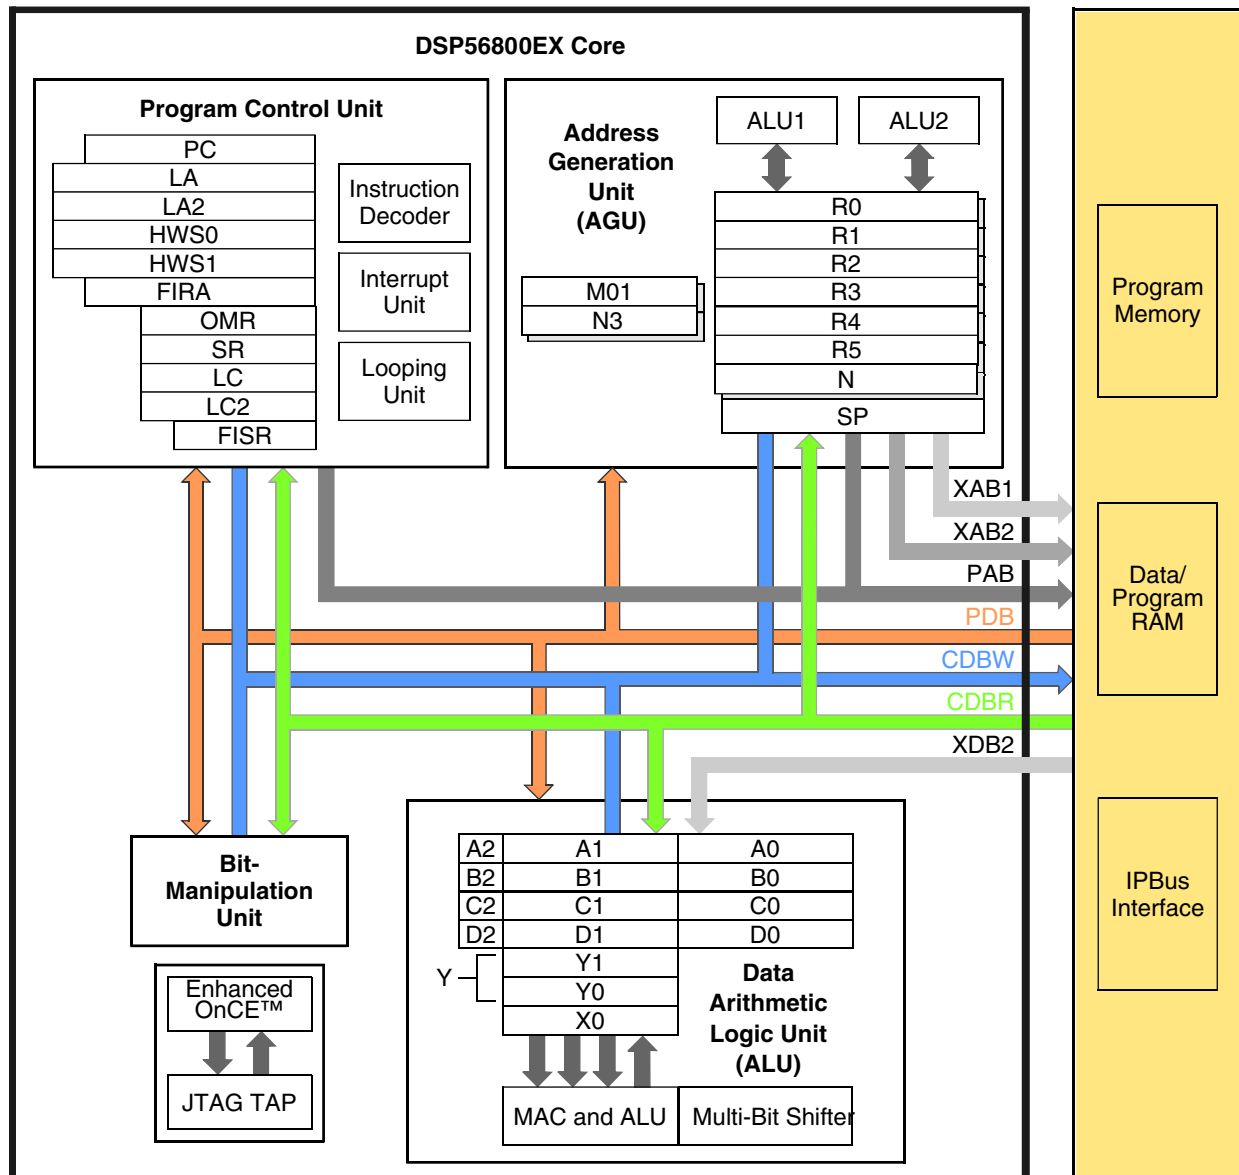 DSP56800EX Core
Program Control Unit
PC
LA
LA2
HWS0
HWS1
FIRA
OMR
SR
LC
LC2
FISR
Instruction
Decoder
Interrupt
Unit
Looping
Unit
Address
Generation
Unit
(AGU)
ALU1
ALU2
R0
R1
R2
R3
R4
R5
N
SP
M01
N3
XAB1
XAB2
PAB
PDB
CDBW
CDBR
XDB2
Program
Memory
Data/
Program
RAM
IPBus
Interface
Bit-
Manipulation
Unit
Enhanced
OnCE™
JTAG TAP
A2 A1 A0
B2 B1 B0
C2 C1 C0
D2 D1 D0
Y
Y1
Y0
X0
Data
Arithmetic
Logic Unit
(ALU)
MAC and ALU
Multi-Bit Shifter